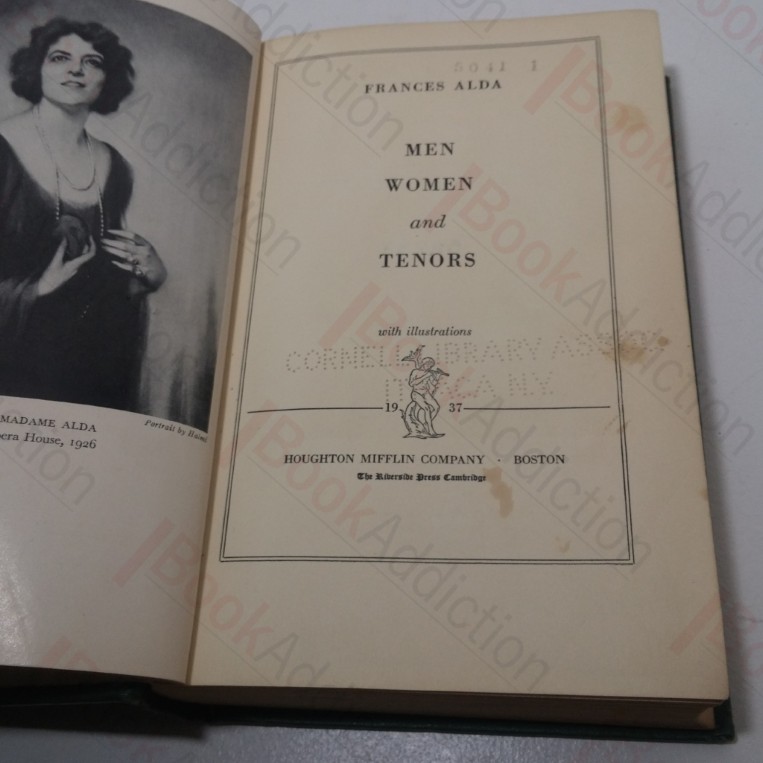 MADAME ALDA
Portrait by
House, 1926
FRANCES ALDA
MEN
WOMEN
and
TENORS
with illustrations
CORNELL LIBRARY ASSOC
ITHACA N.Y.
19 37
HOUGHTON MIFFLIN COMPANY · BOSTON
The Riverside Press Cambridge
BookAddiction